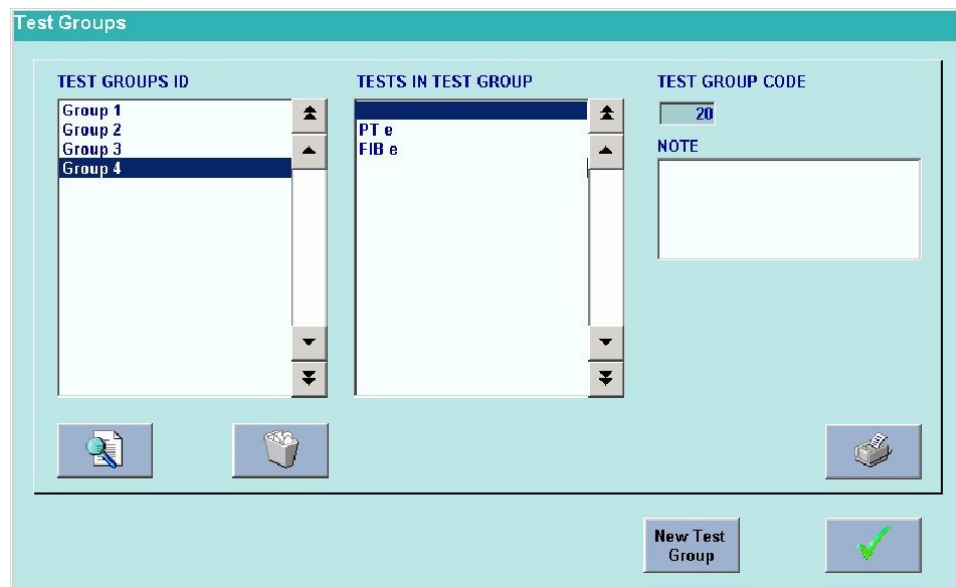 Test Groups
TEST GROUPS ID
Group 1
Group 2
Group 3
Group 4
TESTS IN TEST GROUP
PT e
FIB e
TEST GROUP CODE
20
NOTE
New Test
Group